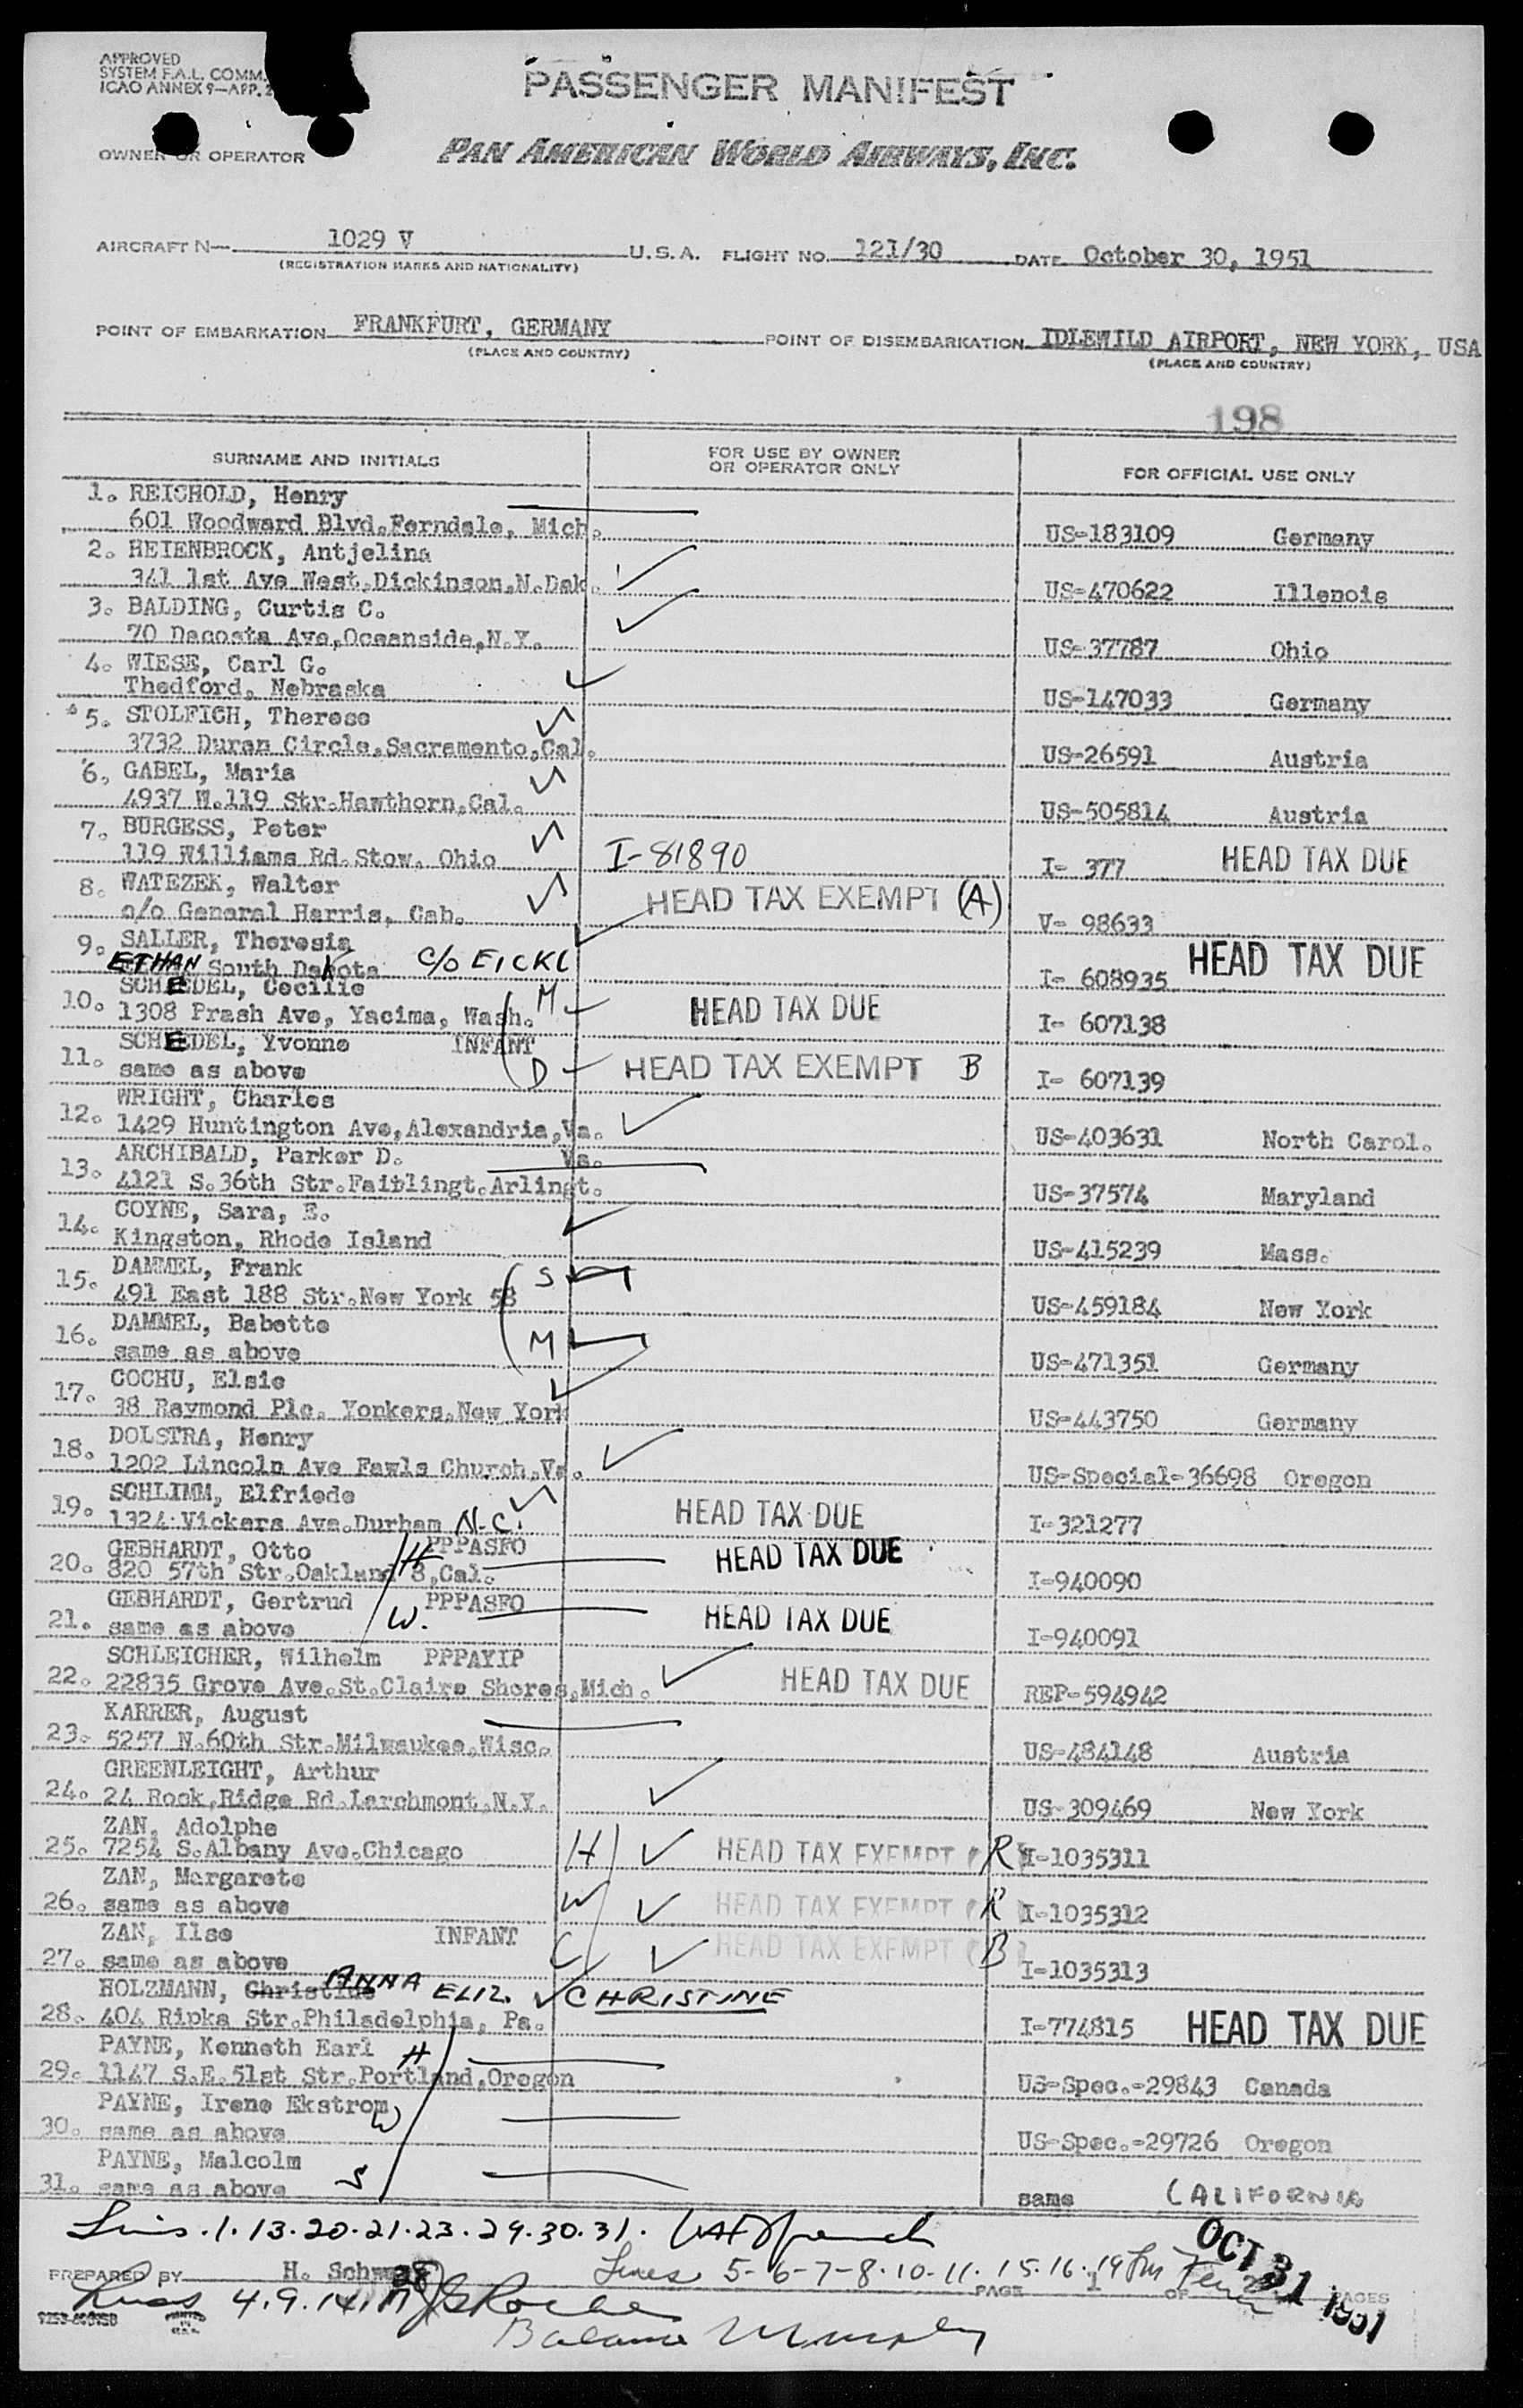 APPROVED
SYSTEM F.A.L. COMM.
ICAO ANNEX 9—APP. 2
PASSENGER MANIFEST
OWNER OR OPERATOR
PAN AMERICAN WORLD AIRWAYS, INC.
AIRCRAFT N— 1029 V U.S.A. FLIGHT NO. 121/30 DATE October 30, 1951
(REGISTRATION MARKS AND NATIONALITY)
POINT OF EMBARKATION FRANKFURT, GERMANY POINT OF DISEMBARKATION IDLEWILD AIRPORT, NEW YORK, USA
(PLACE AND COUNTRY) (PLACE AND COUNTRY)
198
SURNAME AND INITIALS FOR USE BY OWNER OR OPERATOR ONLY FOR OFFICIAL USE ONLY
1. REICHOLD, Henry
601 Woodward Blvd.Ferndale, Mich. US-183109 Germany
2. HEIENBROCK, Antjelina
341 1st Ave West,Dickinson,N.Dak. US-470622 Illenois
3. BALDING, Curtis C.
70 Dacosta Ave,Oceanside,N.Y. US-37787 Ohio
4. WIESE, Carl G.
Thedford, Nebraska US-147033 Germany
5. STOLFICH, Therese
3732 Duran Circle,Sacramento,Cal. US-26591 Austria
6. GABEL, Maria
4937 W.119 Str.Hawthorn,Cal. US-505814 Austria
7. BURGESS, Peter
119 Williams Rd.Stow. Ohio I-81890 I- 377 HEAD TAX DUE
8. WATEZEK, Walter
c/o General Harris, Cab. HEAD TAX EXEMPT (A) V- 98633
9. SALLER, Theresia
ETHAN South Dakota C/O EICKL I- 608935 HEAD TAX DUE
10. SCHEDEL, Cecilie
1308 Prash Ave, Yacima, Wash. M HEAD TAX DUE I- 607138
11. SCHEDEL, Yvonne INFANT
same as above D HEAD TAX EXEMPT B I- 607139
12. WRIGHT, Charles
1429 Huntington Ave,Alexandria,Va. US-403631 North Carol.
13. ARCHIBALD, Parker D. Va.
4121 S.36th Str.Faiblingt.Arlingt. US-37574 Maryland
14. COYNE, Sara, E.
Kingston, Rhode Island US-415239 Mass.
15. DAMMEL, Frank
491 East 188 Str.New York 58 S US-459184 New York
16. DAMMEL, Babette
same as above M US-471351 Germany
17. COCHU, Elsie
38 Raymond Plc. Yonkers,New York US-443750 Germany
18. DOLSTRA, Henry
1202 Lincoln Ave Fawls Church,Va. US-Special-36698 Oregon
19. SCHLIMM, Elfriede
1324 Vickers Ave.Durham N.C. HEAD TAX DUE I-321277
20. GEBHARDT, Otto PPPASFO
820 57th Str.Oakland 8,Cal. H HEAD TAX DUE I-940090
21. GEBHARDT, Gertrud PPPASFO
same as above W. HEAD TAX DUE I-940091
22. SCHLEICHER, Wilhelm PPPAYIP
22835 Grove Ave.St.Claire Shores,Mich. HEAD TAX DUE REP-594942
23. KARRER, August
5257 N.60th Str.Milwaukee,Wisc. US-484148 Austria
24. GREENLEIGHT, Arthur
24 Rock,Ridge Rd.Larchmont,N.Y. US-309469 New York
25. ZAN, Adolphe
7254 S.Albany Ave.Chicago H HEAD TAX EXEMPT R I-1035311
26. ZAN, Margarete
same as above W HEAD TAX EXEMPT R I-1035312
27. ZAN, Ilse INFANT
same as above C HEAD TAX EXEMPT B I-1035313
28. HOLZMANN, Christine ANNA ELIZ. CHRISTINE
404 Ripka Str.Philadelphia, Pa. I-774815 HEAD TAX DUE
29. PAYNE, Kenneth Earl H
1147 S.E.51st Str.Portland,Oregon US-Spec.-29843 Canada
30. PAYNE, Irene Ekstrom W
same as above US-Spec.-29726 Oregon
31. PAYNE, Malcolm
same as above S same CALIFORNIA
1.13.20.21.23.29.30.31.
OCT 31 1951
PREPARED BY H. Lines 5-6-7-8.10-11.15.16.19
PAGE 1 OF PAGES
4.9.14.17
Murphy